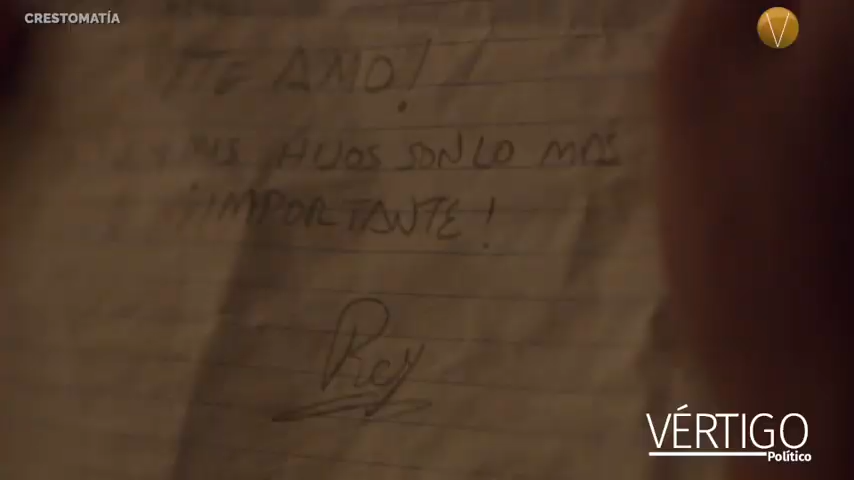 CRESTOMATÍA
V
¡TE AMO!
MIS HIJOS SON LO MAS
¡IMPORTANTE!
Rey
VÉRTIGO
Político